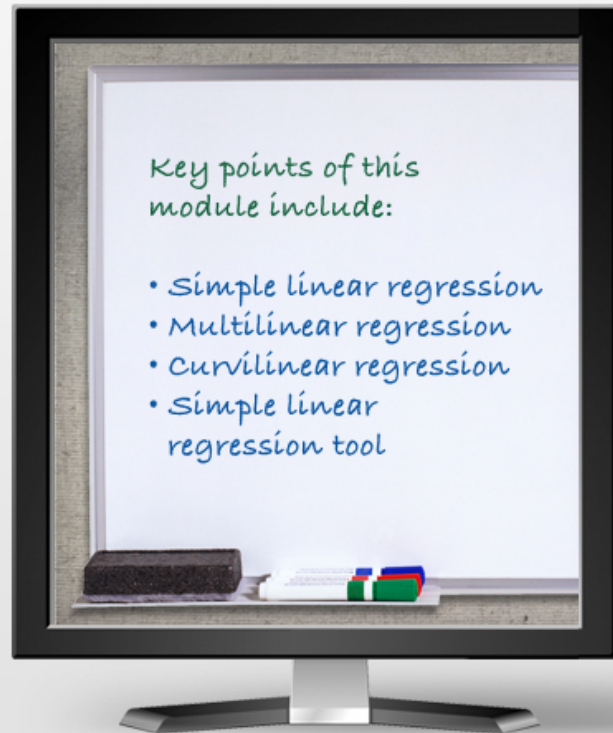 Key points of this
module include:
• Simple linear regression
• Multilinear regression
• Curvilinear regression
• Simple linear
regression tool